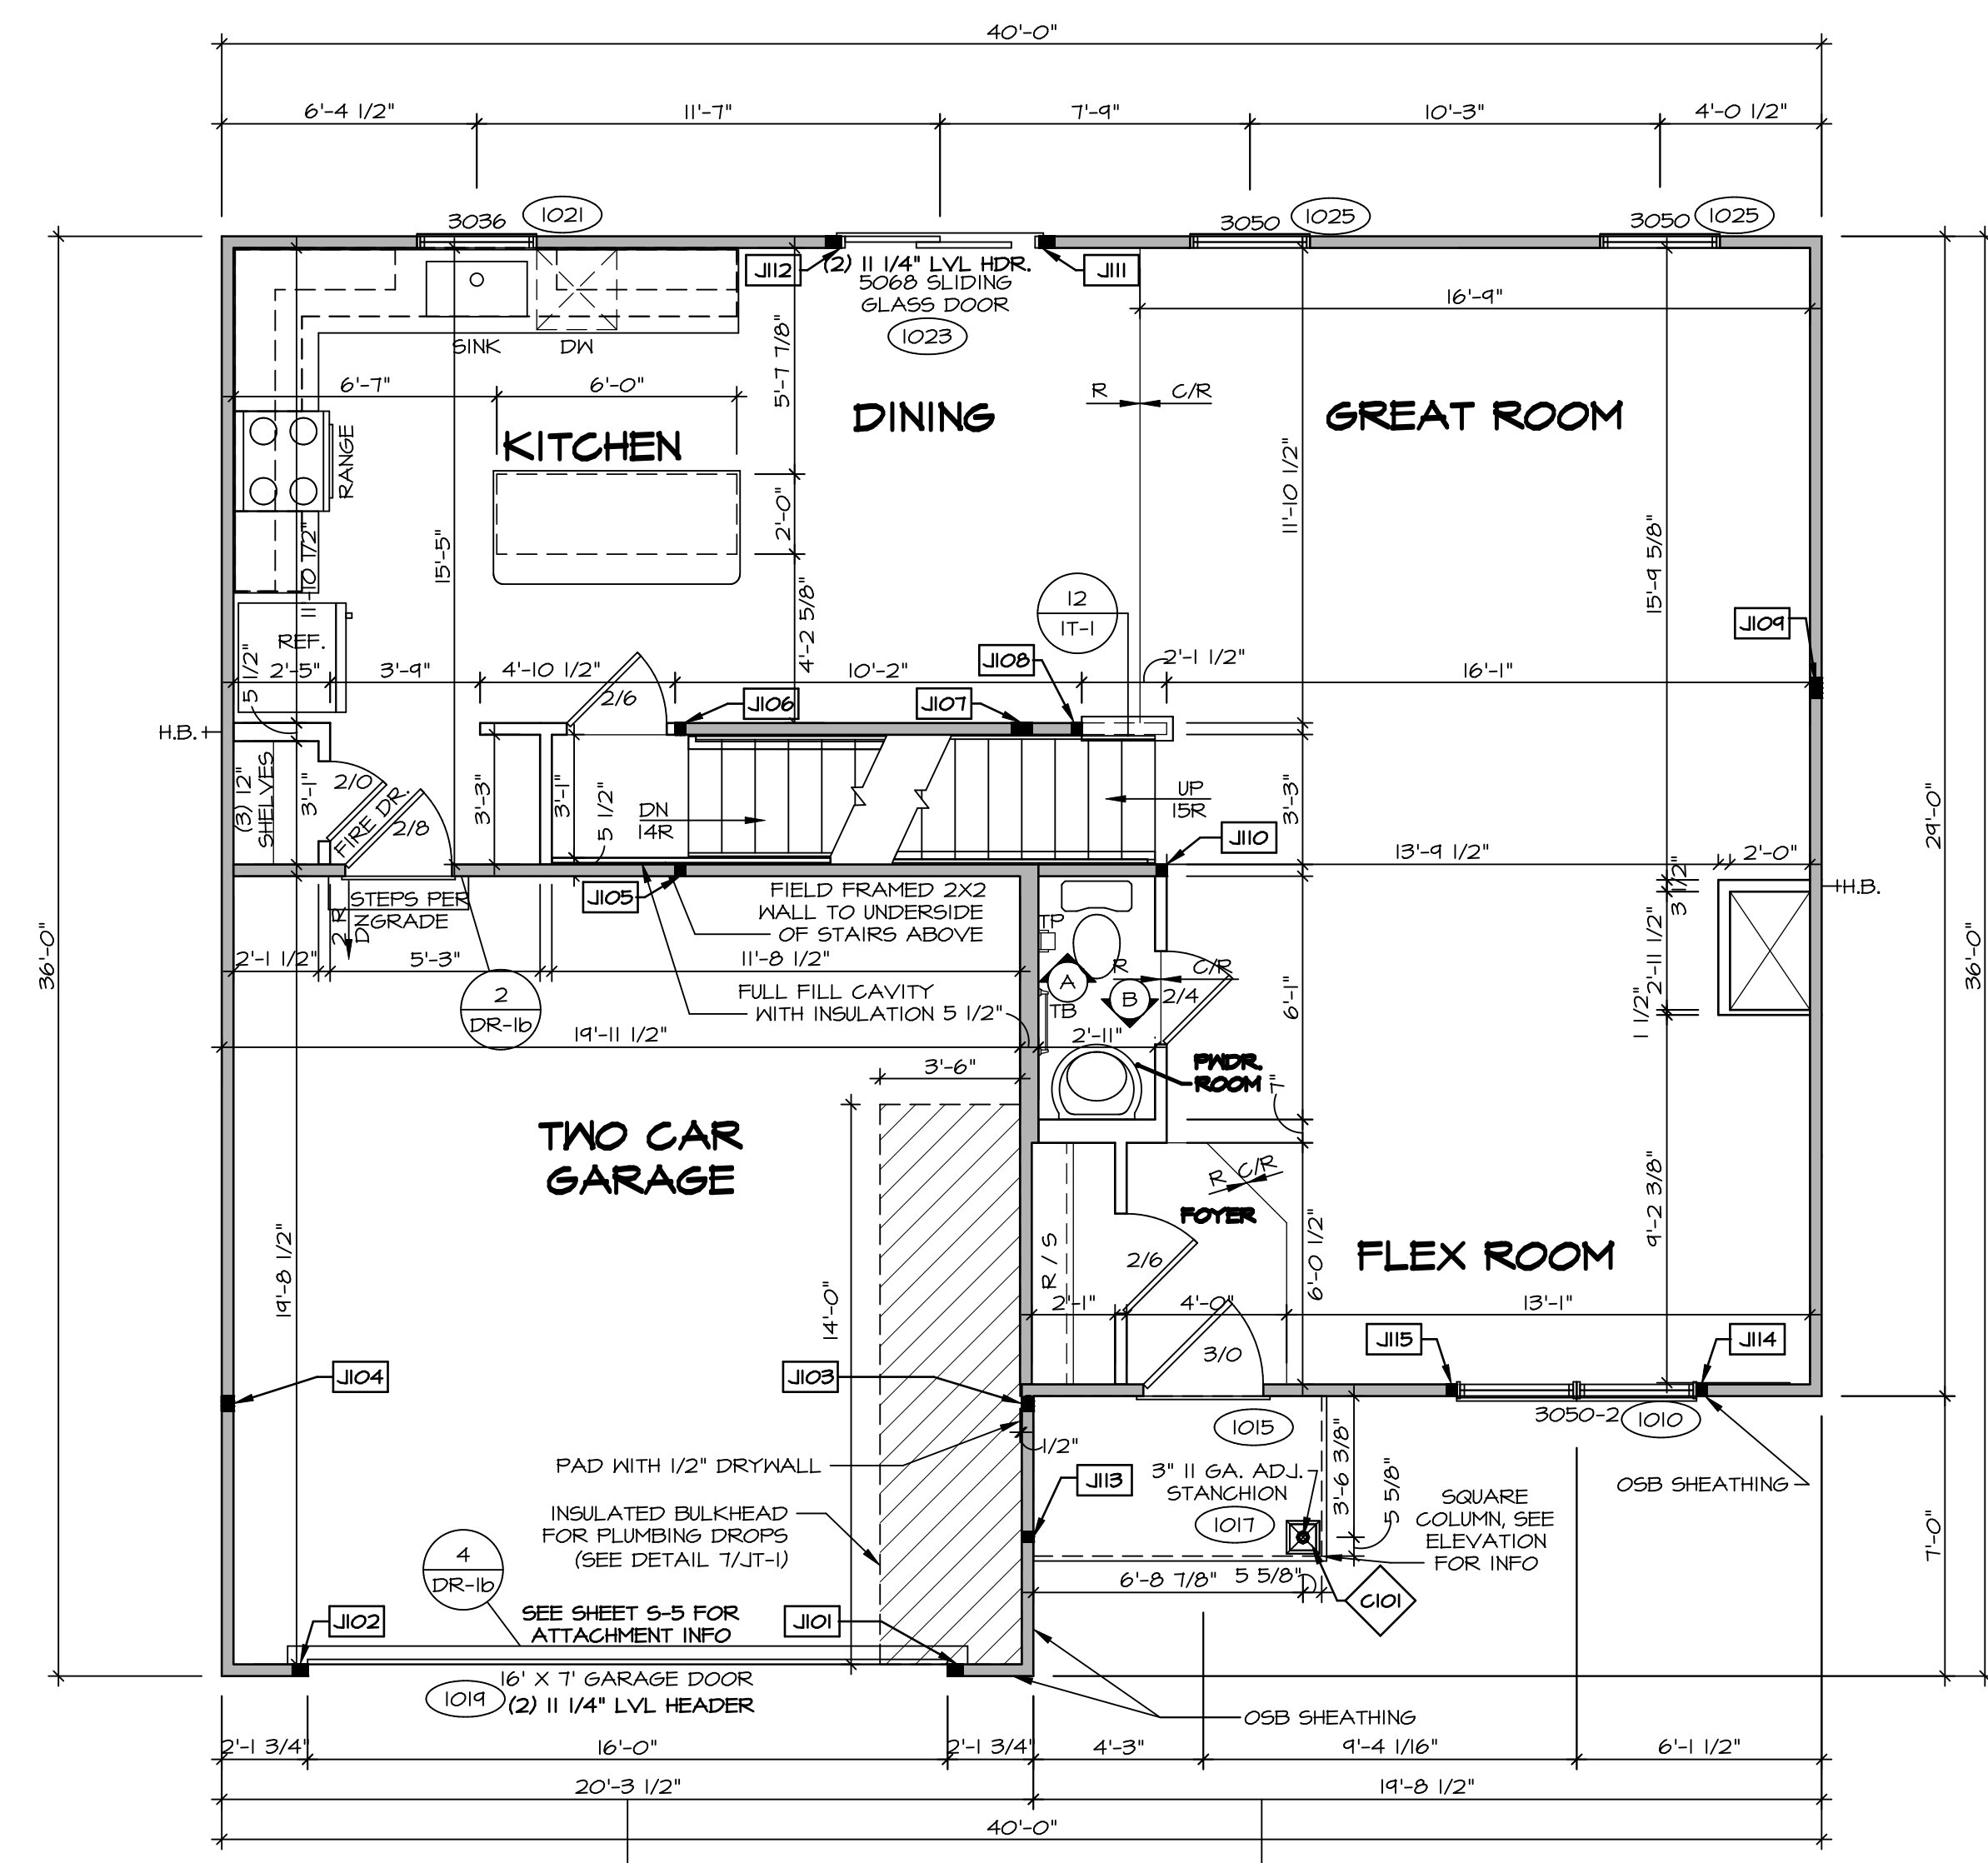 40'-0"
6'-4 1/2"
11'-7"
7'-9"
10'-3"
4'-0 1/2"
3036
1021
3050
1025
3050
1025
J112
(2) 11 1/4" LVL HDR.
5068 SLIDING
GLASS DOOR
1023
J111
16'-9"
SINK
DW
5'-7 7/8"
6'-7"
6'-0"
R
C/R
DINING
GREAT ROOM
KITCHEN
RANGE
11'-10 1/2"
15'-5"
2'-0"
11'-10 1/2"
15'-9 5/8"
4'-2 5/8"
12
1T-1
J109
REF.
5 1/2"
2'-5"
3'-9"
4'-10 1/2"
2/6
10'-2"
J108
2'-1 1/2"
16'-1"
J106
J107
H.B.
(3) 12"
SHELVES
3'-1"
2/0
FIRE DR.
2/8
3'-3"
3'-1"
5 1/2"
DN
14R
UP
15R
3'-3"
J110
13'-9 1/2"
2'-0"
29'-0"
3 1/2"
H.B.
J105
STEPS PER
GRADE
2 R
DN
FIELD FRAMED 2X2
WALL TO UNDERSIDE
OF STAIRS ABOVE
TP
36'-0"
36'-0"
2'-1 1/2"
5'-3"
11'-8 1/2"
A
R
C/R
B
2/4
TB
6'-1"
2'-11 1/2"
1 1/2"
2
DR-1b
FULL FILL CAVITY
WITH INSULATION
5 1/2"
19'-11 1/2"
2'-11"
3'-6"
PWDR.
ROOM
7"
TWO CAR
GARAGE
R
C/R
FOYER
9'-2 3/8"
19'-8 1/2"
14'-0"
R / S
2/6
6'-0 1/2"
FLEX ROOM
2'-1"
4'-0"
13'-1"
3/0
J115
J114
J104
J103
3050-2
1010
1015
1/2"
PAD WITH 1/2" DRYWALL
J113
3" 11 GA. ADJ.
STANCHION
1017
3'-6 3/8"
5 5/8"
SQUARE
COLUMN, SEE
ELEVATION
FOR INFO
OSB SHEATHING
INSULATED BULKHEAD
FOR PLUMBING DROPS
(SEE DETAIL 7/JT-1)
7'-0"
4
DR-1b
6'-8 7/8"
5 5/8"
C101
J102
SEE SHEET S-5 FOR
ATTACHMENT INFO
J101
16' X 7' GARAGE DOOR
1019
(2) 11 1/4" LVL HEADER
OSB SHEATHING
2'-1 3/4"
16'-0"
2'-1 3/4"
4'-3"
9'-4 1/16"
6'-1 1/2"
20'-3 1/2"
19'-8 1/2"
40'-0"